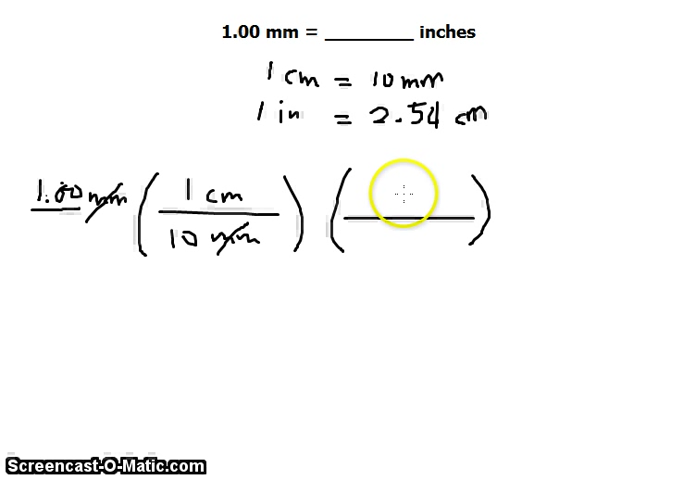 1.00 mm = ________ inches
1 cm = 10 mm
1 in = 2.54 cm
1.00 mm ( 1 cm / 10 mm ) ( / )
Screencast-O-Matic.com